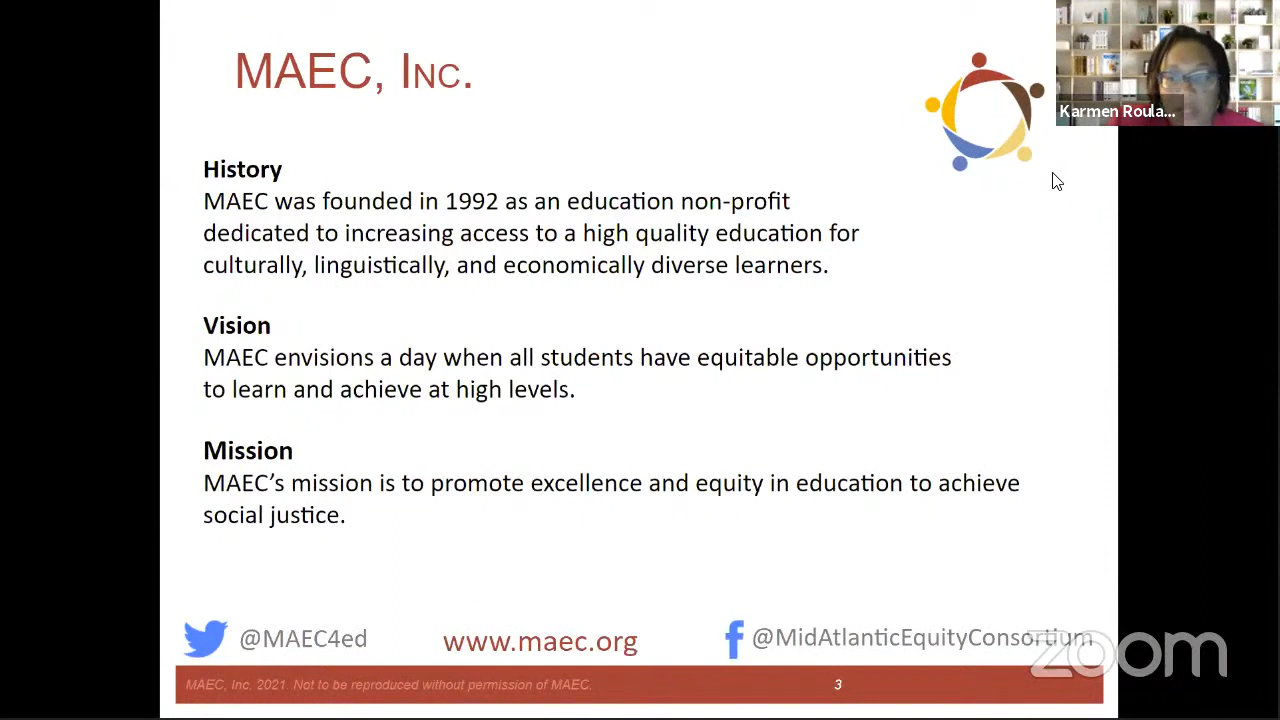 MAEC, INC.
Karmen Roula...
History
MAEC was founded in 1992 as an education non-profit
dedicated to increasing access to a high quality education for
culturally, linguistically, and economically diverse learners.
Vision
MAEC envisions a day when all students have equitable opportunities
to learn and achieve at high levels.
Mission
MAEC’s mission is to promote excellence and equity in education to achieve
social justice.
@MAEC4ed
www.maec.org
@MidAtlanticEquityConsortium
zoom
MAEC, Inc. 2021. Not to be reproduced without permission of MAEC.
3